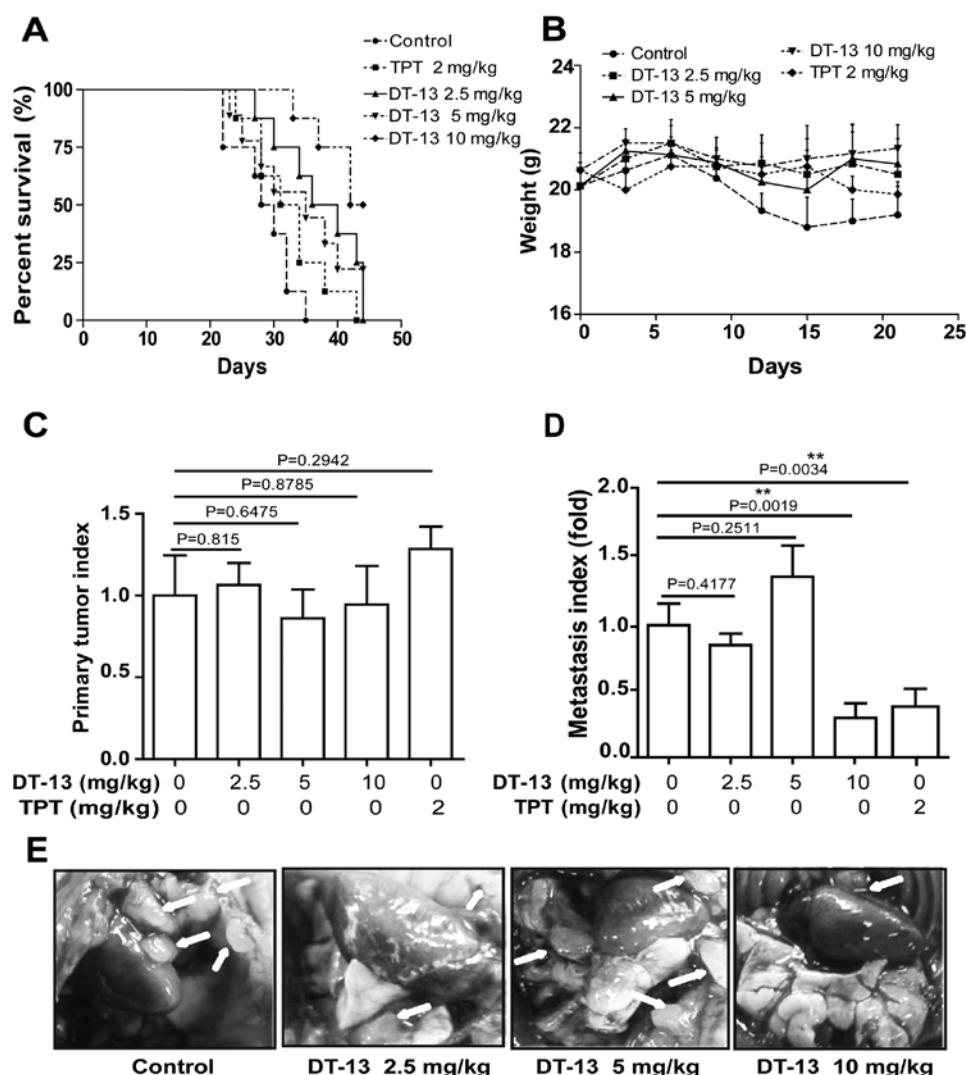 A
Control
TPT 2 mg/kg
DT-13 2.5 mg/kg
DT-13 5 mg/kg
DT-13 10 mg/kg
Percent survival (%)
100
75
50
25
0
0 10 20 30 40 50
Days
B
Control
DT-13 2.5 mg/kg
DT-13 5 mg/kg
DT-13 10 mg/kg
TPT 2 mg/kg
Weight (g)
24
22
20
18
16
0 5 10 15 20 25
Days
C
P=0.2942
P=0.8785
P=0.6475
P=0.815
Primary tumor index
1.5
1.0
0.5
1.0
DT-13 (mg/kg) 0 2.5 5 10 0
TPT (mg/kg) 0 0 0 0 2
D
**
P=0.0034
**
P=0.0019
P=0.2511
P=0.4177
Metastasis index (fold)
2.0
1.5
1.0
0.5
0.0
DT-13 (mg/kg) 0 2.5 5 10 0
TPT (mg/kg) 0 0 0 0 2
E
Control
DT-13 2.5 mg/kg
DT-13 5 mg/kg
DT-13 10 mg/kg